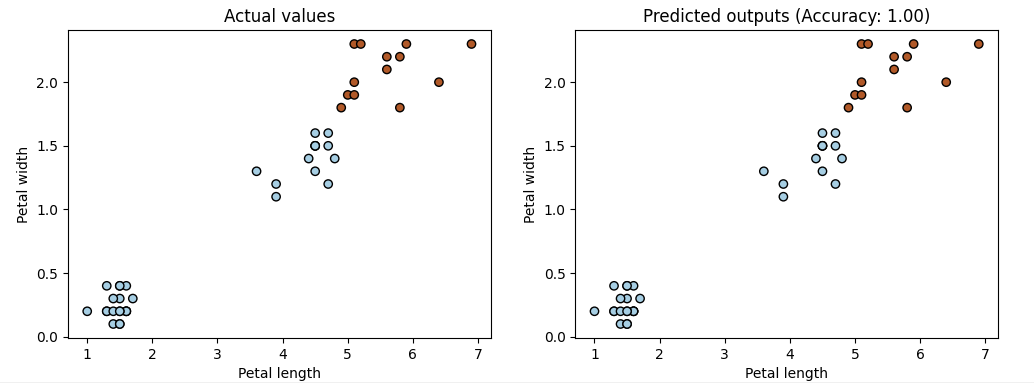 Actual values
Petal width
2.0
1.5
1.0
0.5
0.0
1 2 3 4 5 6 7
Petal length
Predicted outputs (Accuracy: 1.00)
Petal width
2.0
1.5
1.0
0.5
0.0
1 2 3 4 5 6 7
Petal length